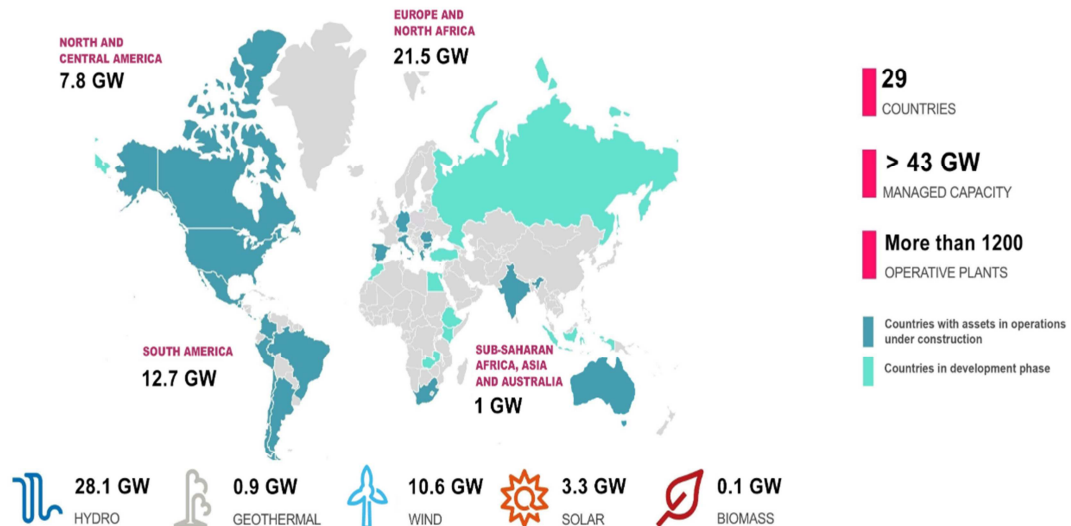 NORTH AND
CENTRAL AMERICA
7.8 GW
EUROPE AND
NORTH AFRICA
21.5 GW
SOUTH AMERICA
12.7 GW
SUB-SAHARAN
AFRICA, ASIA
AND AUSTRALIA
1 GW
29
COUNTRIES
> 43 GW
MANAGED CAPACITY
More than 1200
OPERATIVE PLANTS
Countries with assets in operations
under construction
Countries in development phase
28.1 GW
HYDRO
0.9 GW
GEOTHERMAL
10.6 GW
WIND
3.3 GW
SOLAR
0.1 GW
BIOMASS